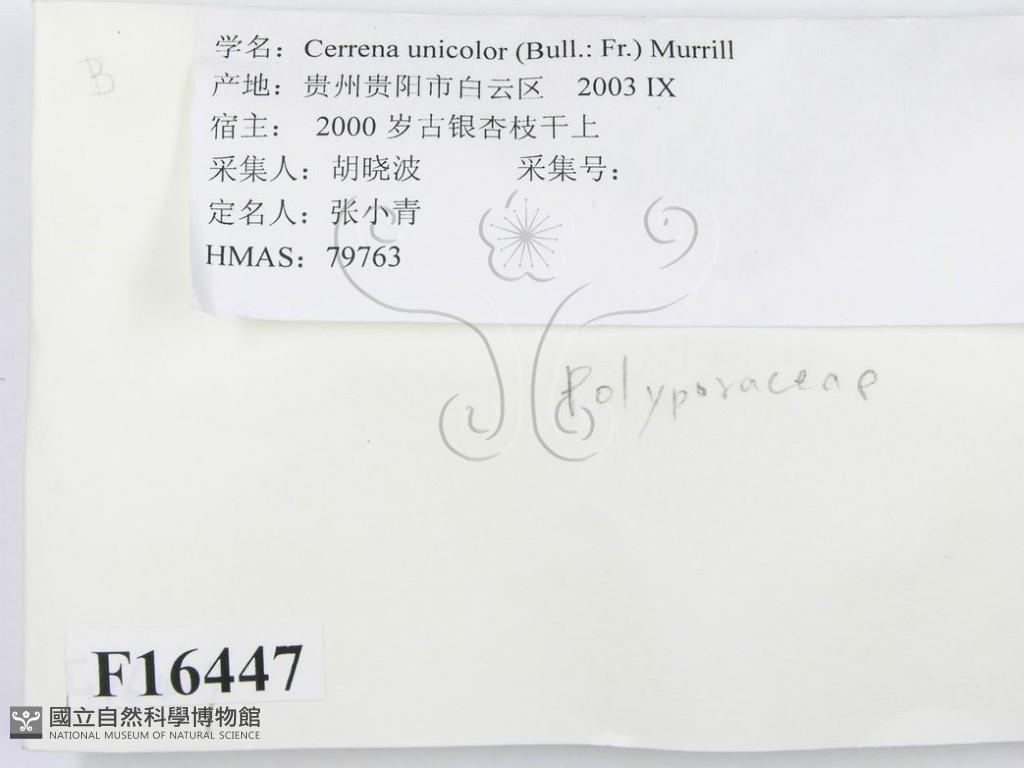 B
学名：Cerrena unicolor (Bull.: Fr.) Murrill
产地：贵州贵阳市白云区 2003 IX
宿主： 2000 岁古银杏枝干上
采集人：胡晓波 采集号：
定名人：张小青
HMAS：79763
Polyporaceae
F16447
國立自然科學博物館
NATIONAL MUSEUM OF NATURAL SCIENCE